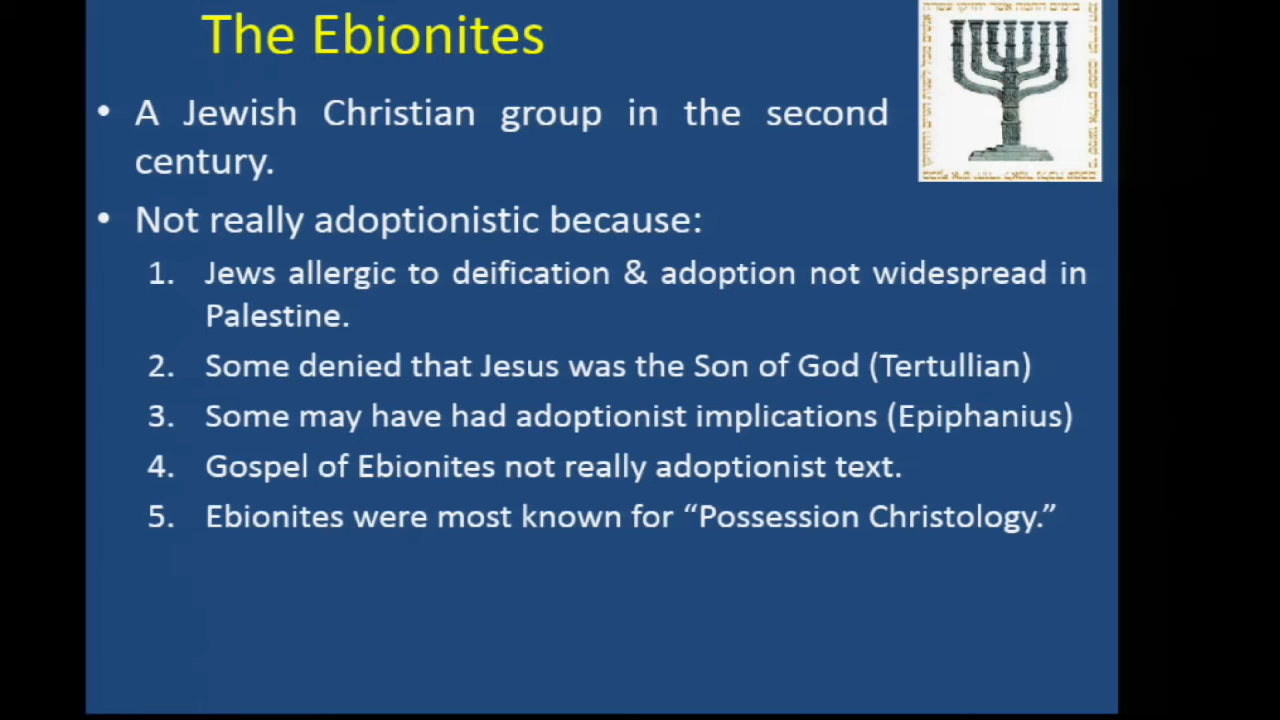 The Ebionites
• A Jewish Christian group in the second
century.
• Not really adoptionistic because:
1. Jews allergic to deification & adoption not widespread in
Palestine.
2. Some denied that Jesus was the Son of God (Tertullian)
3. Some may have had adoptionist implications (Epiphanius)
4. Gospel of Ebionites not really adoptionist text.
5. Ebionites were most known for “Possession Christology.”